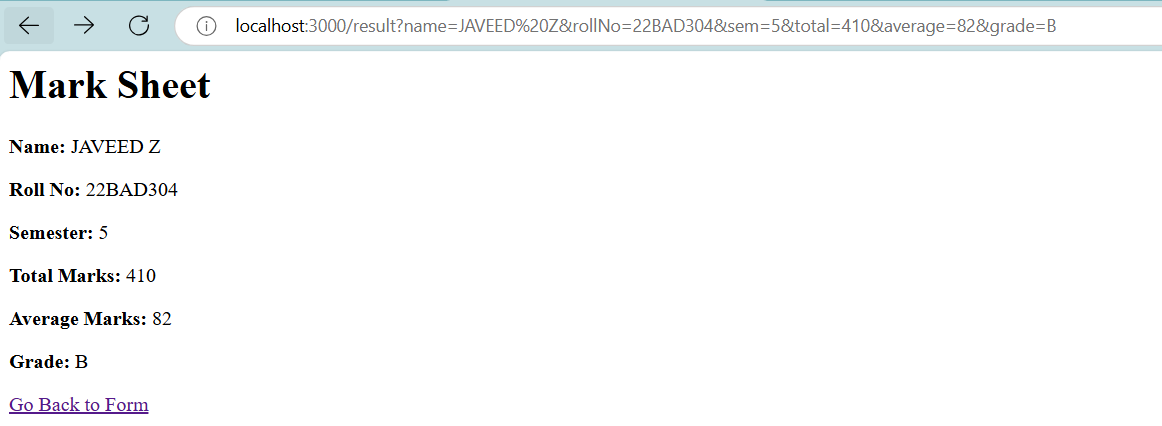 localhost:3000/result?name=JAVEED%20Z&rollNo=22BAD304&sem=5&total=410&average=82&grade=B
Mark Sheet
Name: JAVEED Z
Roll No: 22BAD304
Semester: 5
Total Marks: 410
Average Marks: 82
Grade: B
Go Back to Form